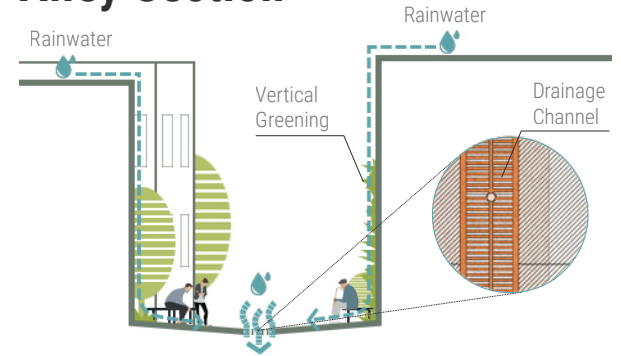 Alley Section
Rainwater
Rainwater
Vertical
Greening
Drainage
Channel